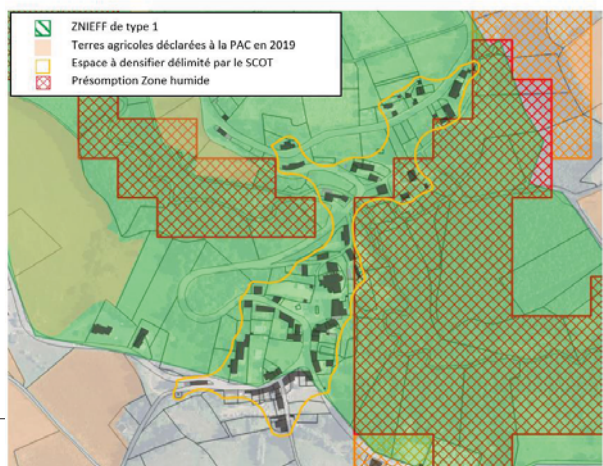 ZNIEFF de type 1
Terres agricoles déclarées à la PAC en 2019
Espace à densifier délimité par le SCOT
Présomption Zone humide